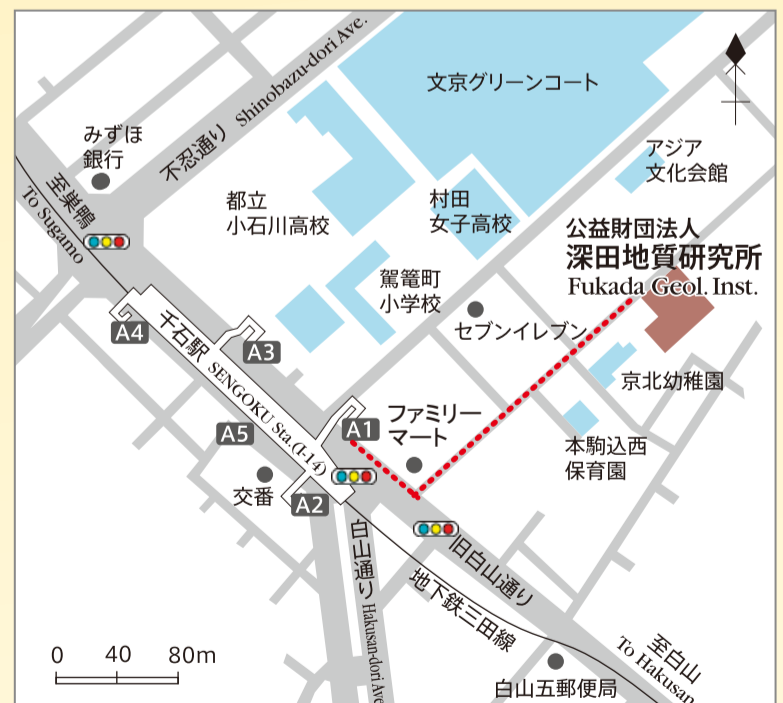 文京グリーンコート
不忍通り Shinobazu-dori Ave.
みずほ
銀行
アジア
文化会館
至巣鴨
To Sugamo
都立
小石川高校
村田
女子高校
公益財団法人
深田地質研究所
Fukada Geol. Inst.
駕篭町
小学校
セブンイレブン
A4
千石駅 SENGOKU Sta.(I-14)
A3
京北幼稚園
A1
ファミリー
マート
A5
本駒込西
保育園
交番
A2
白山通り Hakusan-dori Ave
旧白山通り
地下鉄三田線
至白山
To Hakusan
白山五郵便局
0 40 80m